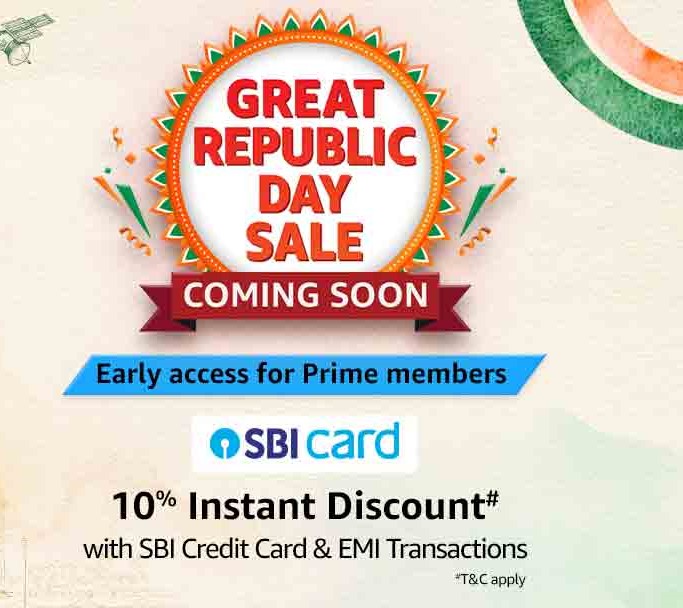 GREAT
REPUBLIC
DAY
SALE
COMING SOON
Early access for Prime members
SBI card
10% Instant Discount#
with SBI Credit Card & EMI Transactions
#T&C apply